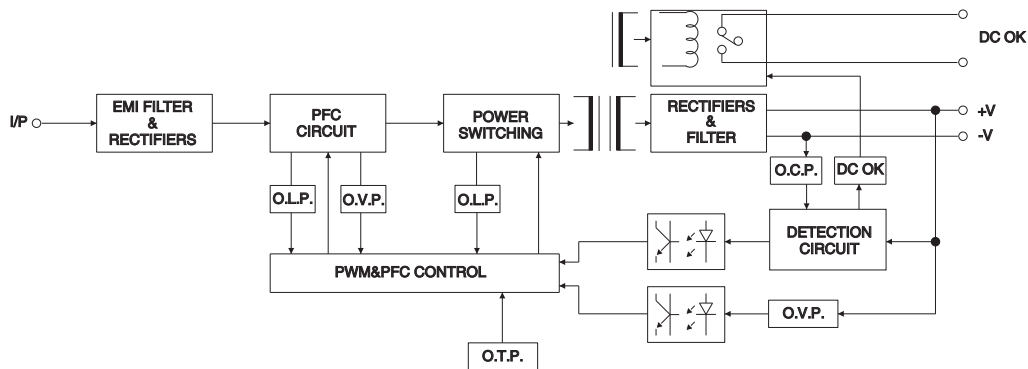 DC OK
I/P
EMI FILTER
&
RECTIFIERS
PFC
CIRCUIT
POWER
SWITCHING
RECTIFIERS
&
FILTER
+V
-V
O.L.P.
O.V.P.
O.L.P.
O.C.P.
DC OK
DETECTION
CIRCUIT
PWM&PFC CONTROL
O.V.P.
O.T.P.